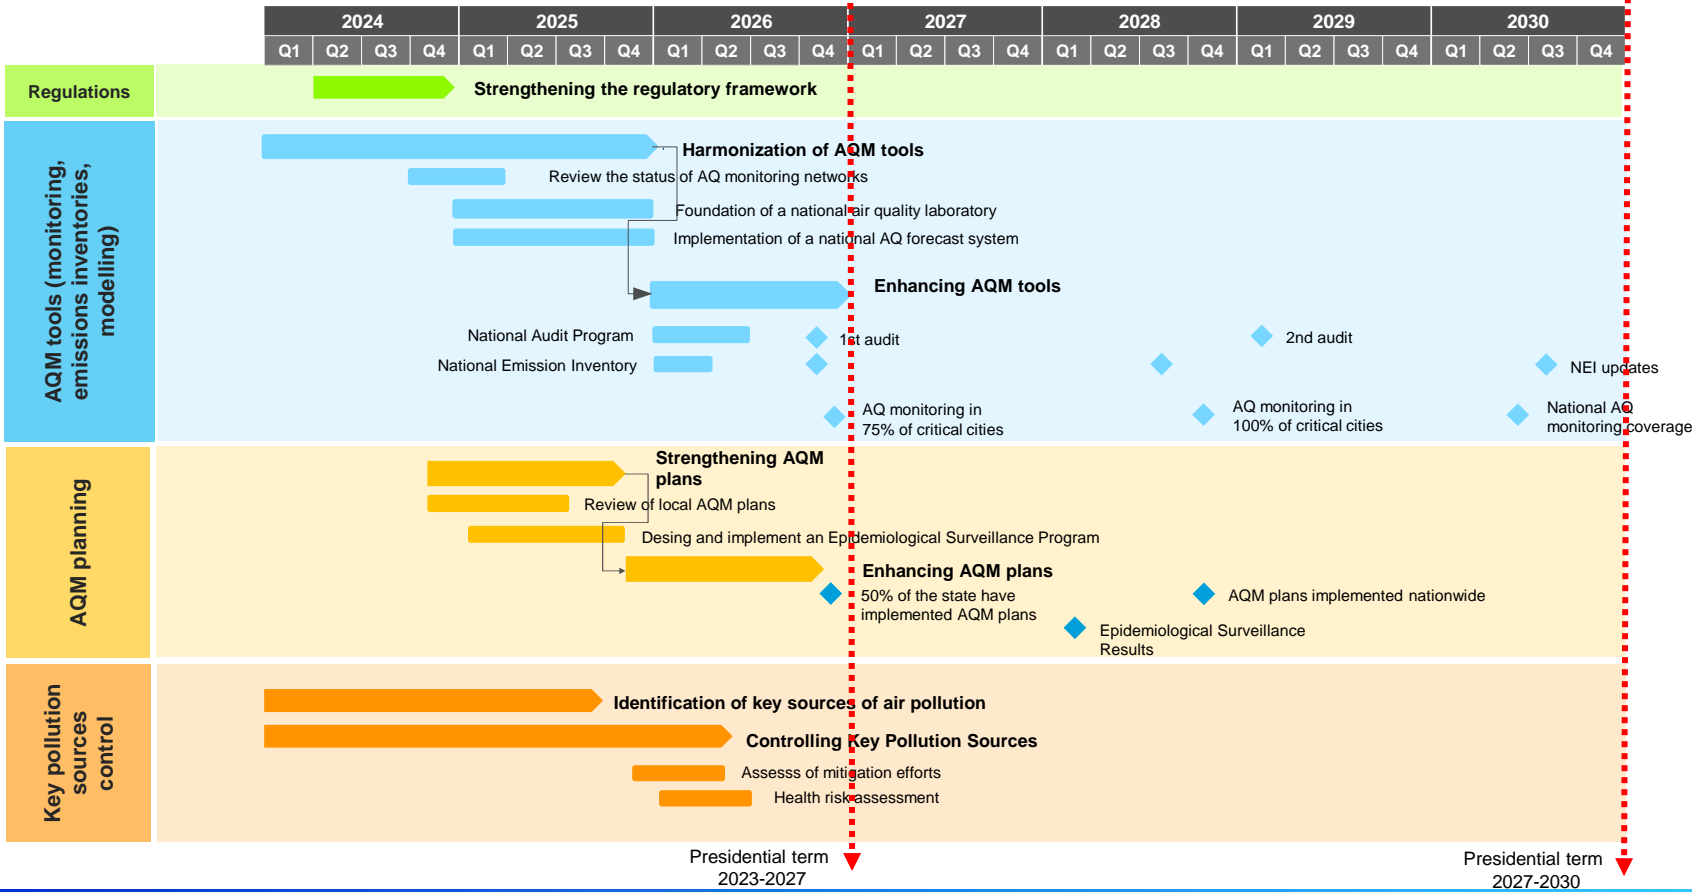 2024 2025 2026 2027 2028 2029 2030
Q1 Q2 Q3 Q4 Q1 Q2 Q3 Q4 Q1 Q2 Q3 Q4 Q1 Q2 Q3 Q4 Q1 Q2 Q3 Q4 Q1 Q2 Q3 Q4 Q1 Q2 Q3 Q4
Regulations
Strengthening the regulatory framework
AQM tools (monitoring,
emissions inventories,
modelling)
Harmonization of AQM tools
Review the status of AQ monitoring networks
Foundation of a national air quality laboratory
Implementation of a national AQ forecast system
Enhancing AQM tools
National Audit Program
1st audit
2nd audit
National Emission Inventory
NEI updates
AQ monitoring in
75% of critical cities
AQ monitoring in
100% of critical cities
National AQ
monitoring coverage
AQM planning
Strengthening AQM
plans
Review of local AQM plans
Desing and implement an Epidemiological Surveillance Program
Enhancing AQM plans
50% of the state have
implemented AQM plans
AQM plans implemented nationwide
Epidemiological Surveillance
Results
Key pollution
sources
control
Identification of key sources of air pollution
Controlling Key Pollution Sources
Assesss of mitigation efforts
Health risk assessment
Presidential term
2023-2027
Presidential term
2027-2030